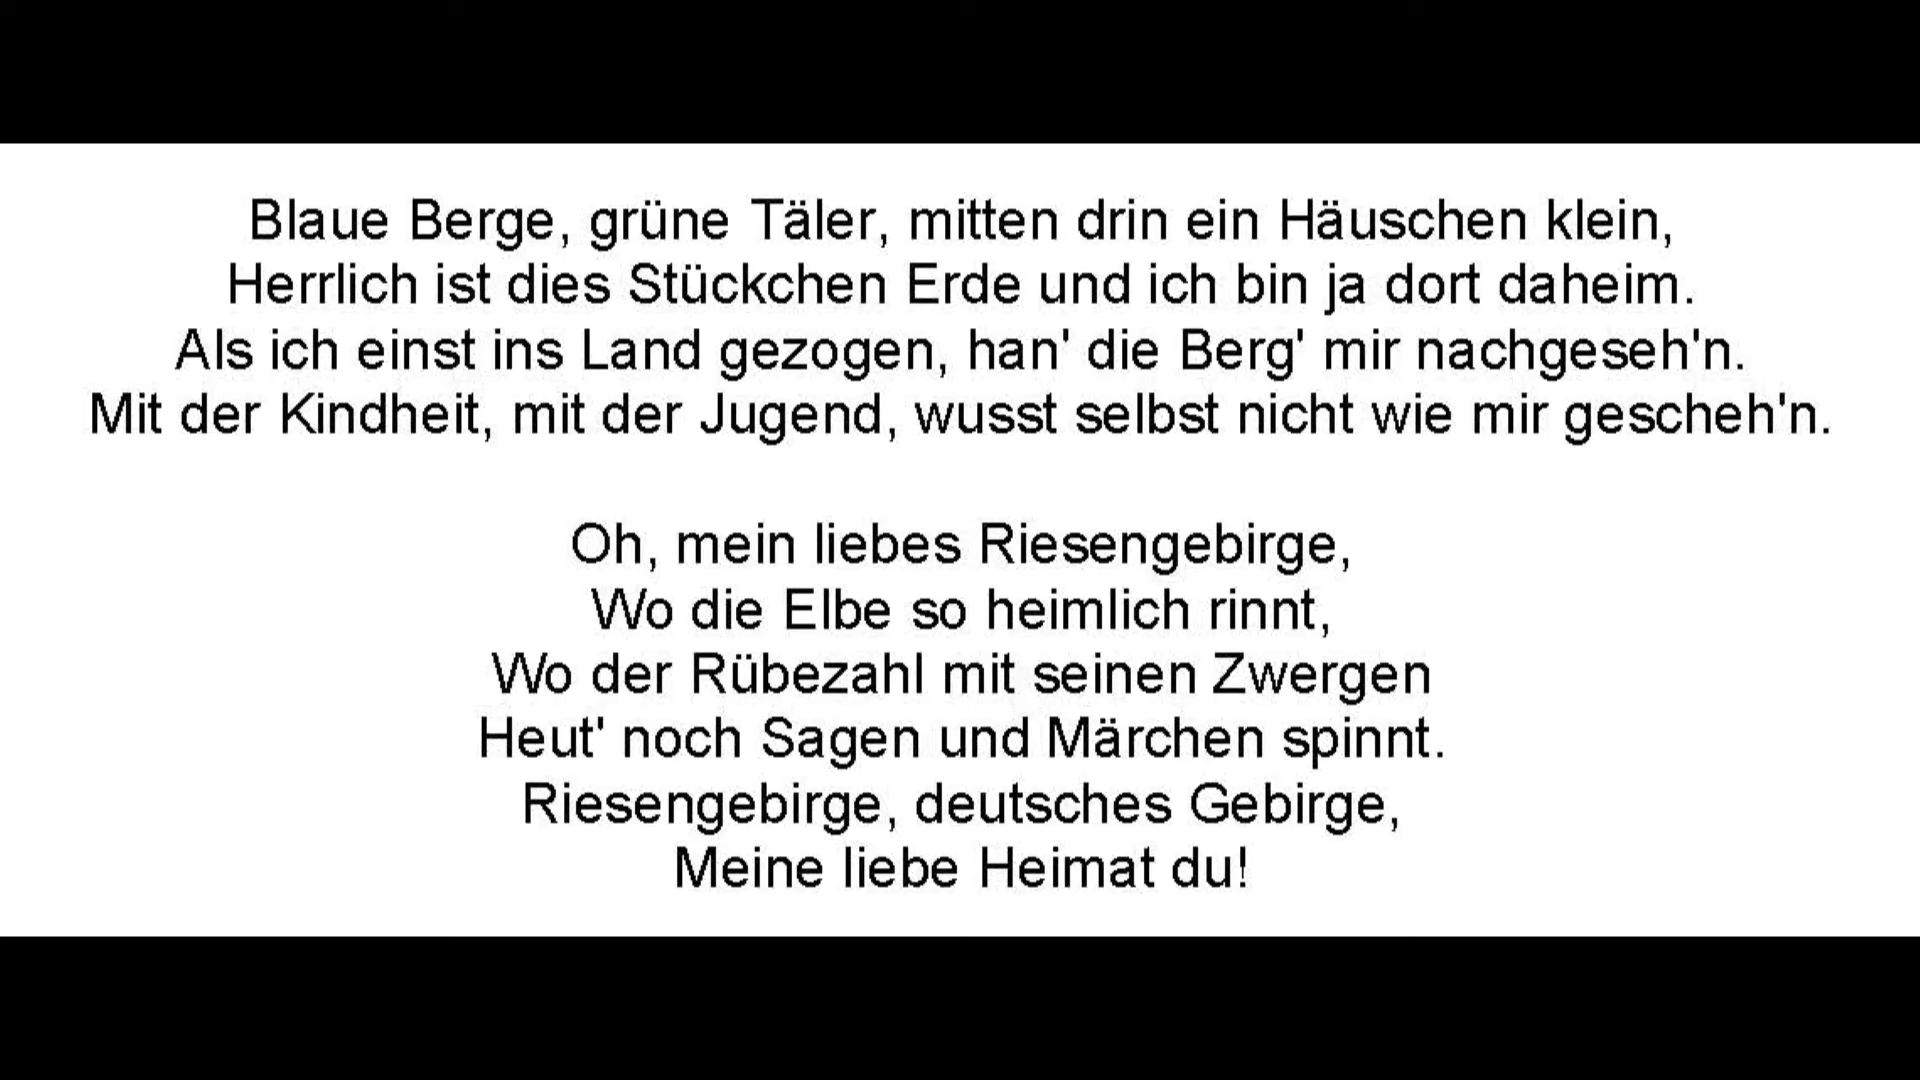 Blaue Berge, grüne Täler, mitten drin ein Häuschen klein,
Herrlich ist dies Stückchen Erde und ich bin ja dort daheim.
Als ich einst ins Land gezogen, han' die Berg' mir nachgeseh'n.
Mit der Kindheit, mit der Jugend, wusst selbst nicht wie mir gescheh'n.
Oh, mein liebes Riesengebirge,
Wo die Elbe so heimlich rinnt,
Wo der Rübezahl mit seinen Zwergen
Heut' noch Sagen und Märchen spinnt.
Riesengebirge, deutsches Gebirge,
Meine liebe Heimat du!